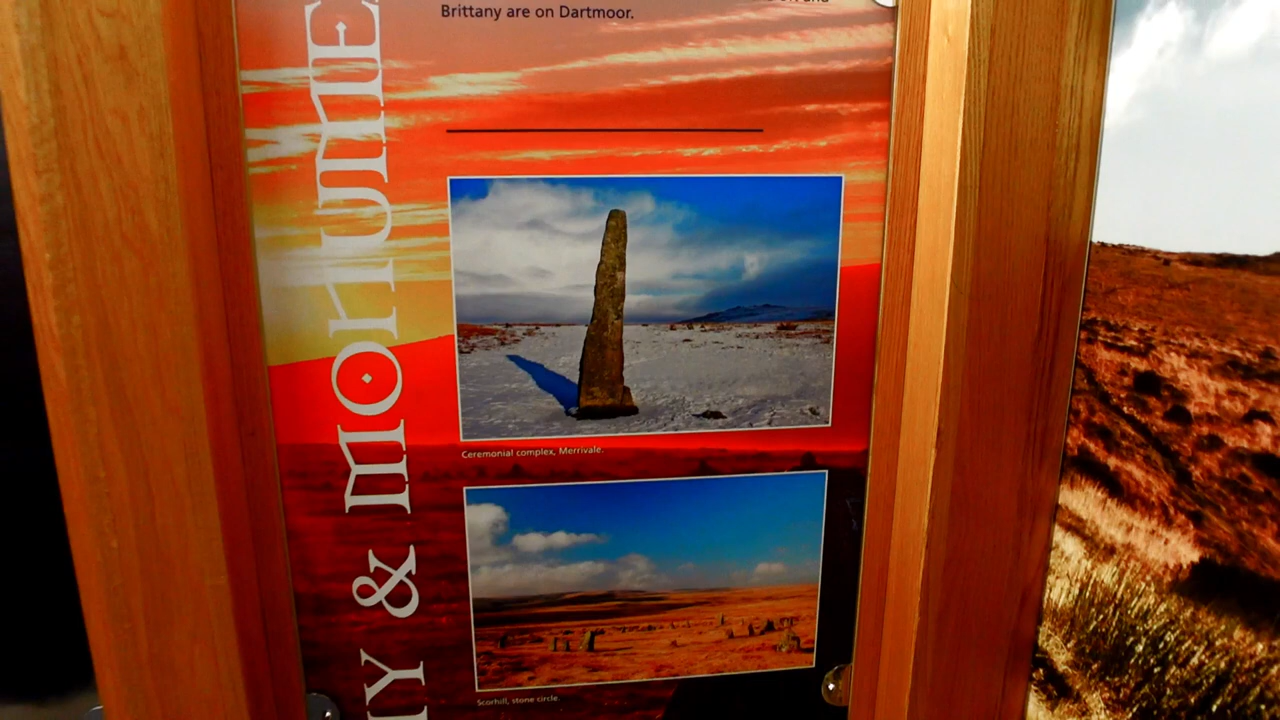 Brittany are on Dartmoor.
Y & MONUME
Ceremonial complex, Merrivale.
Scorhill, stone circle.